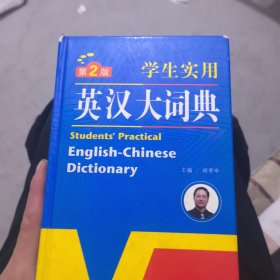 第2版
学生实用
英汉大词典
Students' Practical
English-Chinese
Dictionary
主编